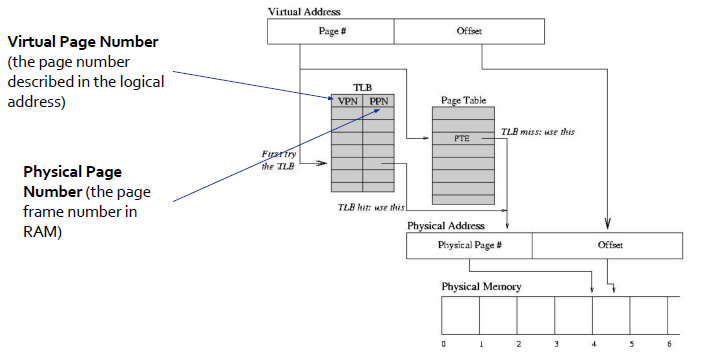 Virtual Address
Page #
Offset
Virtual Page Number
(the page number
described in the logical
address)
TLB
VPN
PPN
Page Table
PTE
TLB miss: use this
First try
the TLB
Physical Page
Number (the page
frame number in
RAM)
TLB hit: use this
Physical Address
Physical Page #
Offset
Physical Memory
0 1 2 3 4 5 6